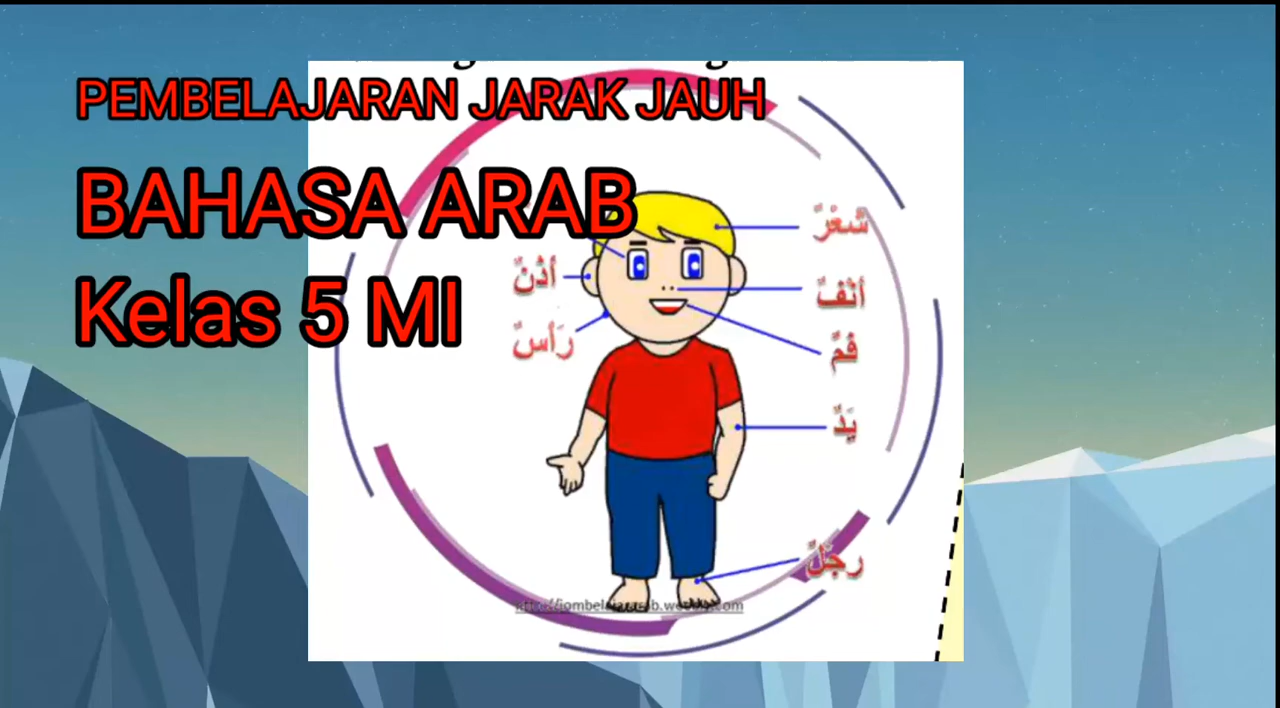 PEMBELAJARAN JARAK JAUH
BAHASA ARAB
Kelas 5 MI
شَعْرٌ
أُذُنٌ
أَنْفٌ
رَأْسٌ
فَمٌ
يَدٌ
رِجْلٌ